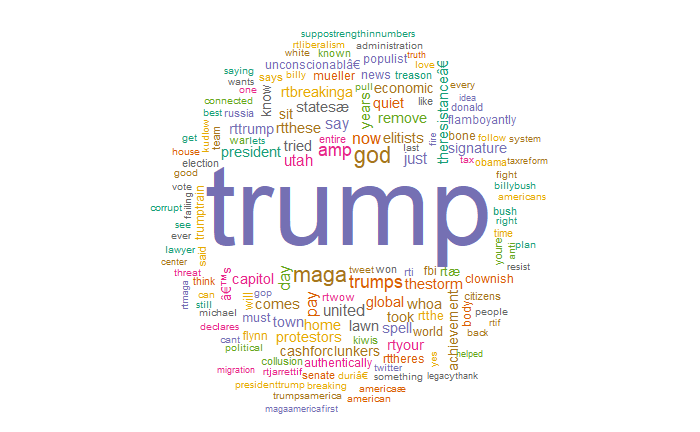 suppostrengthinnumbers
rtliberalism administration
white known populist truth
saying unconscionablâ€ love
wants says billy mueller news treason every
one rtbreakinga pull economic idea
connected know years quiet like donald
best russia statesæ remove theresistanceâ€ flamboyantly
kudlow team rttrump rtthese sit say signature
get warlets tried now elitists bone follow system
house president utah entire amp god last just fire tax obama taxreform
election fight
good billybush
vote trumptrain americans
corrupt failing trump bush
see right
ever time
lawyer said youre anti plan
center resist
threat think â€™s capitol day maga tweet won fbi rtæ clownish
rtmaga can will gop trumps rti thestorm citizens
still comes rtwow pay global whoa achievement body people
michael must town united took rtthe rtif
declares home lawn spell world back
cant flynn protestors kiwis rtyour
political cashforclunkers rttheres yes helped
collusion authentically twitter
migration rtjarrettif senate duriâ€ something legacythank
presidenttrump breaking americaæ
trumpsamerica american
magaamericafirst